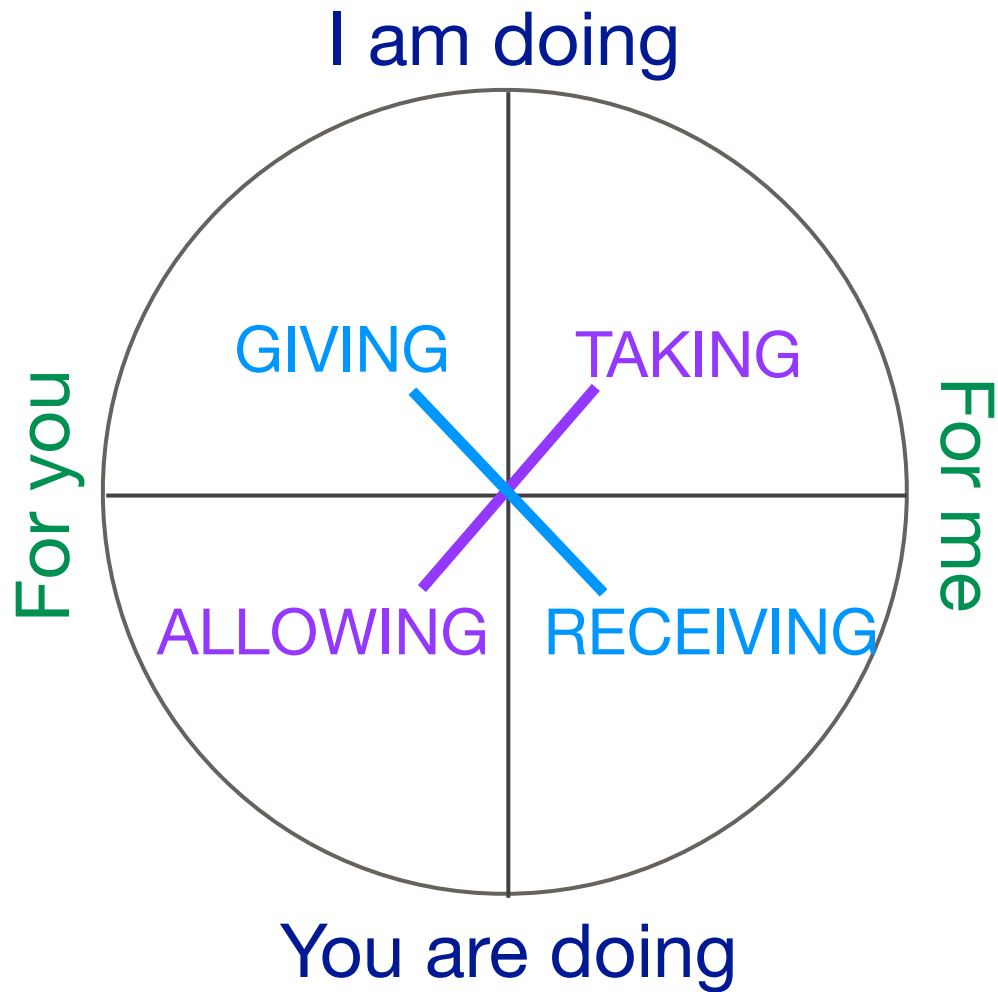 I am doing
GIVING
TAKING
For you
For me
ALLOWING
RECEIVING
You are doing